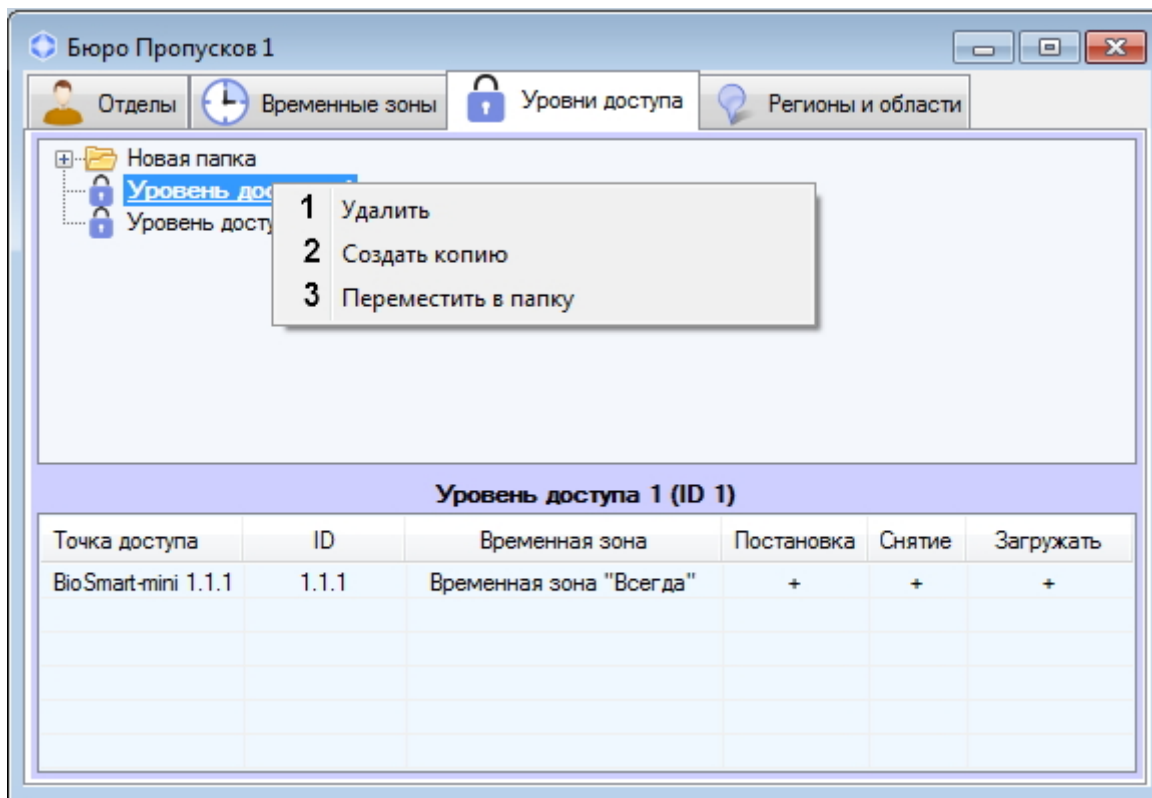 Бюро Пропусков 1
Отделы Временные зоны Уровни доступа Регионы и области
Новая папка
Уровень
Уровень
1 Удалить
2 Создать копию
3 Переместить в папку
Уровень доступа 1 (ID 1)
Точка доступа ID Временная зона Постановка Снятие Загружать
BioSmart-mini 1.1.1 1.1.1 Временная зона "Всегда" + + +